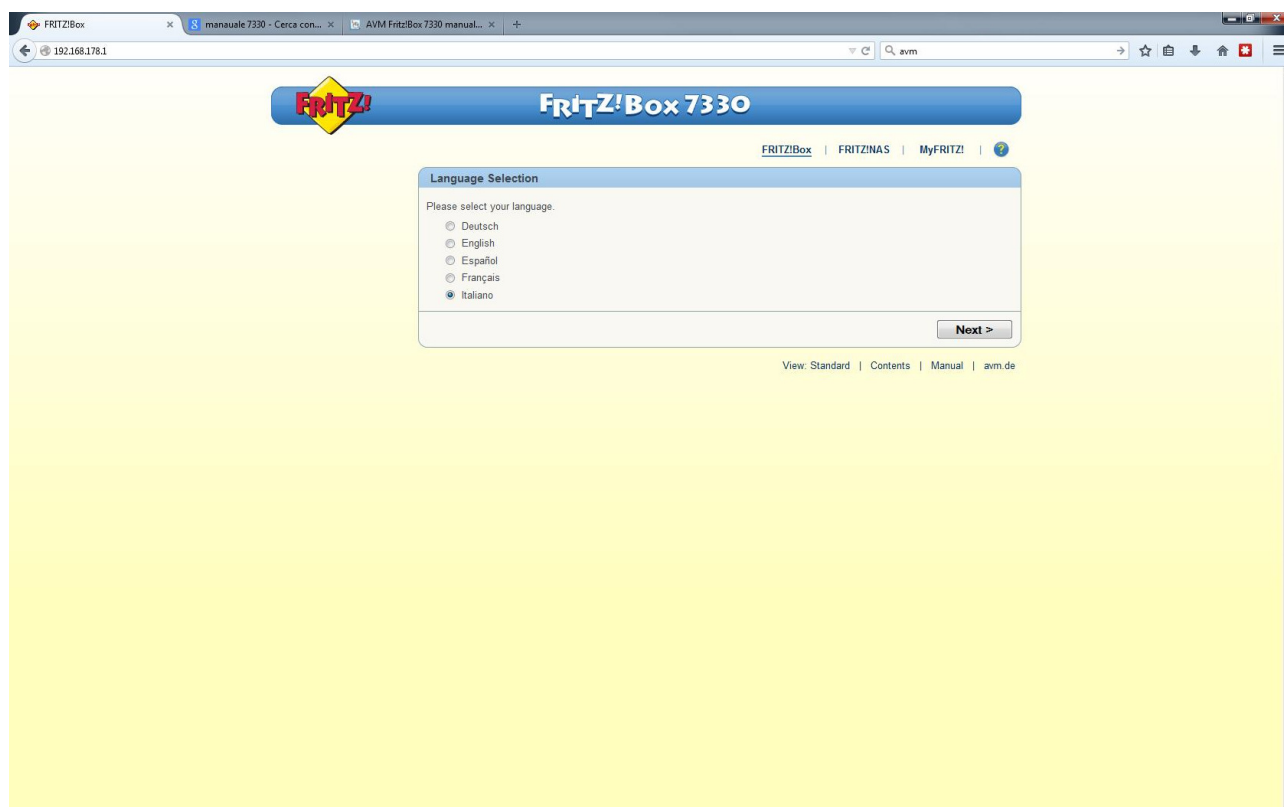 FRITZ!Box
manauale 7330 - Cerca con...
AVM Fritz!Box 7330 manual...
192.168.178.1
avm
FRITZ!
FRITZ!Box 7330
FRITZ!Box | FRITZ!NAS | MyFRITZ! | ?
Language Selection
Please select your language.
Deutsch
English
Español
Français
Italiano
Next >
View: Standard | Contents | Manual | avm.de